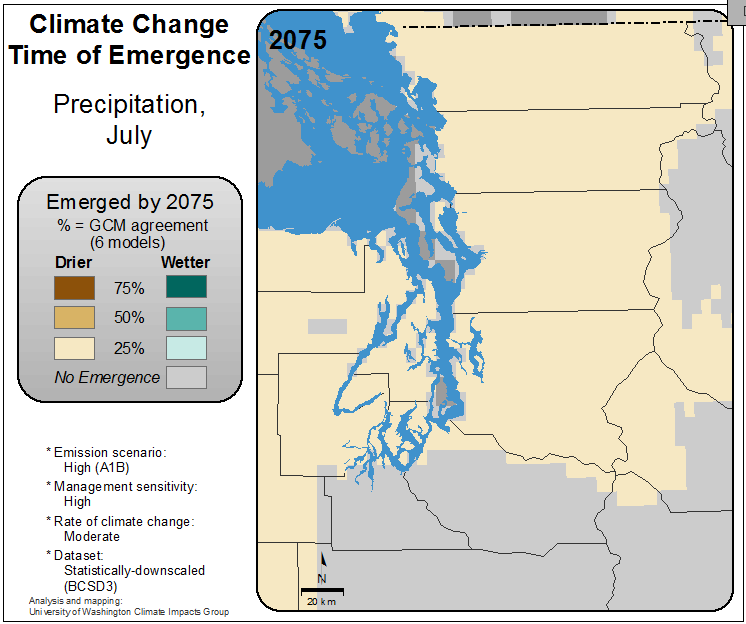 Climate Change
Time of Emergence
Precipitation,
July
Emerged by 2075
% = GCM agreement
(6 models)
Drier Wetter
75%
50%
25%
No Emergence
* Emission scenario:
High (A1B)
* Management sensitivity:
High
* Rate of climate change:
Moderate
* Dataset:
Statistically-downscaled
(BCSD3)
Analysis and mapping:
University of Washington Climate Impacts Group
2075
N
20 km